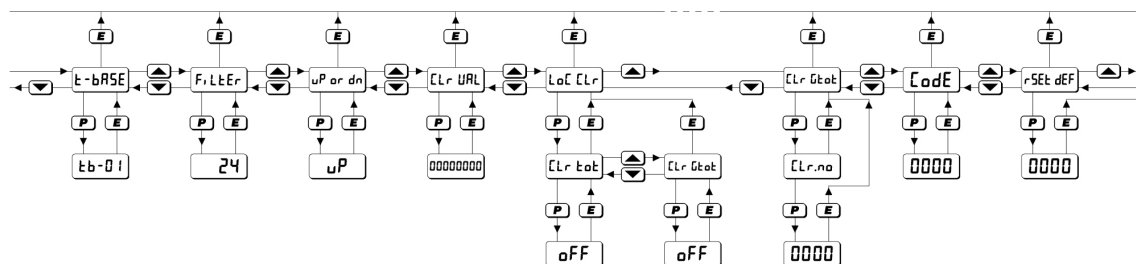 E E E E E E E
t-bASE FiLtEr uP or dn CLr VAL LoC CLr CLr Gtot CodE rSEt dEF
P E P E P E P E P E E P E P E P E
tb-01 24 uP 00000000 CLr tot CLr Gtot CLr.no 0000 0000
P E P E P E
oFF oFF 0000